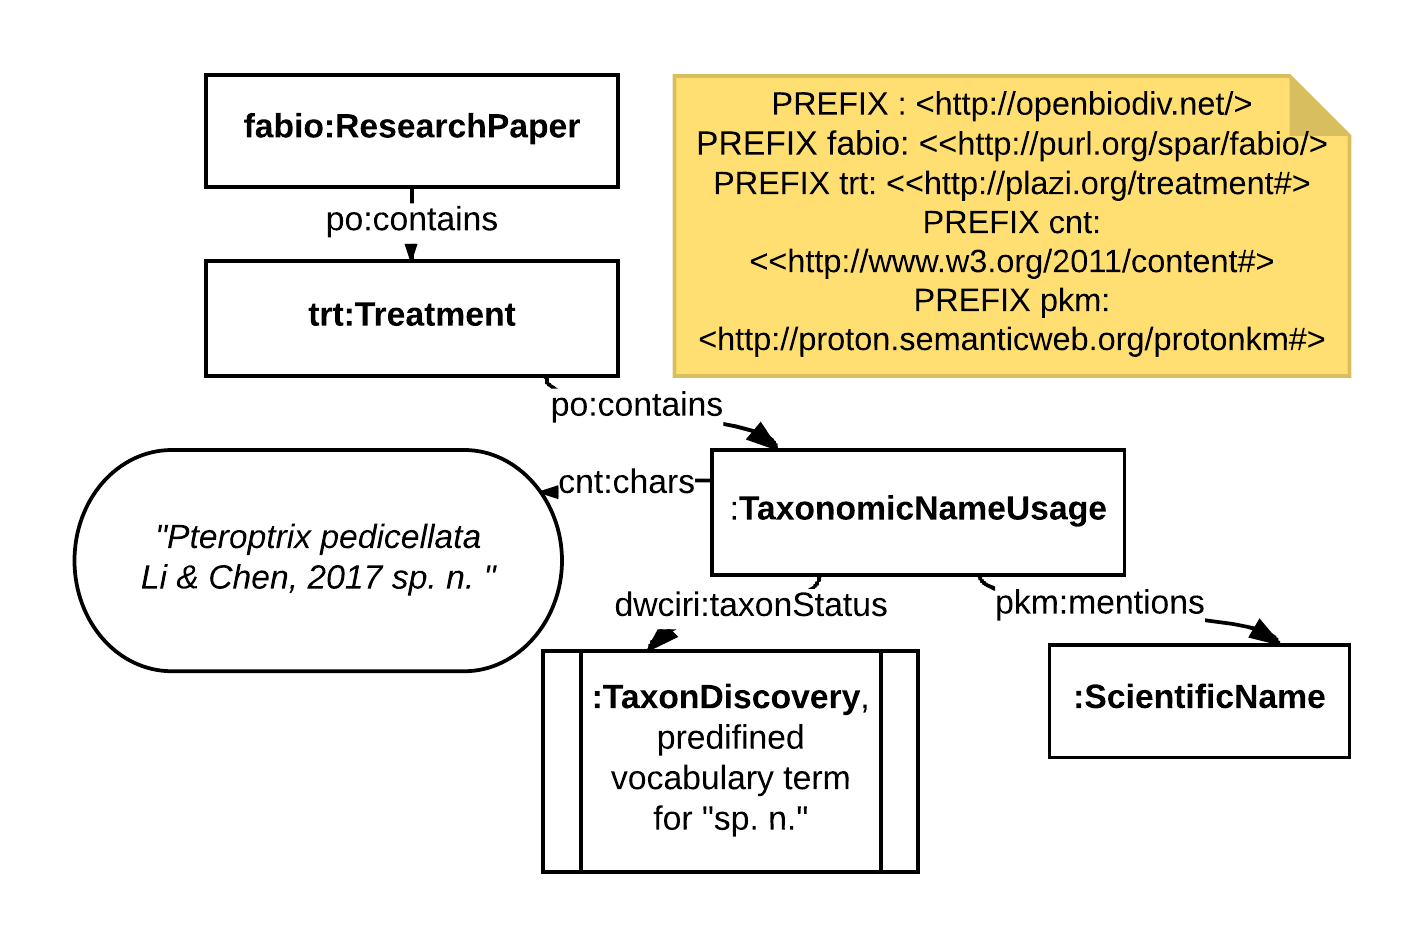 fabio:ResearchPaper
PREFIX : <http://openbiodiv.net/>
PREFIX fabio: <<http://purl.org/spar/fabio/>
PREFIX trt: <<http://plazi.org/treatment#>
PREFIX cnt:
<<http://www.w3.org/2011/content#>
PREFIX pkm:
<http://proton.semanticweb.org/protonkm#>
po:contains
trt:Treatment
po:contains
cnt:chars
:TaxonomicNameUsage
"Pteroptrix pedicellata
Li & Chen, 2017 sp. n. "
dwciri:taxonStatus
pkm:mentions
:TaxonDiscovery,
predifined
vocabulary term
for "sp. n."
:ScientificName